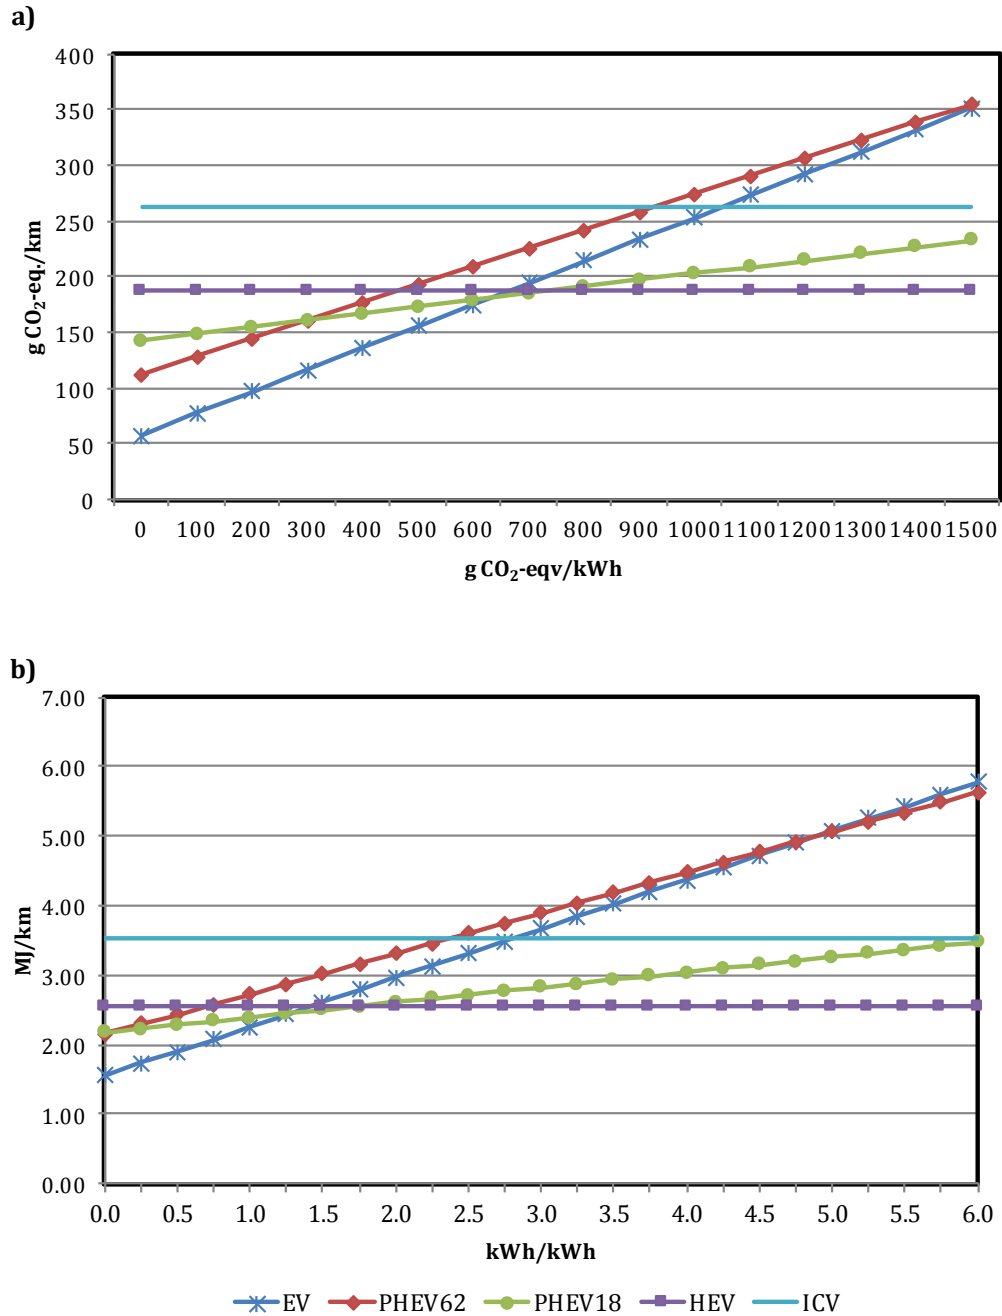 a)
400
350
300
250
200
150
100
50
0
g CO₂-eq./km
0 100 200 300 400 500 600 700 800 900 1000 1100 1200 1300 1400 1500
g CO₂-eqv/kWh
b)
7.00
6.00
5.00
4.00
3.00
2.00
1.00
0.00
MJ/km
0.0 0.5 1.0 1.5 2.0 2.5 3.0 3.5 4.0 4.5 5.0 5.5 6.0
kWh/kWh
EV PHEV62 PHEV18 HEV ICV